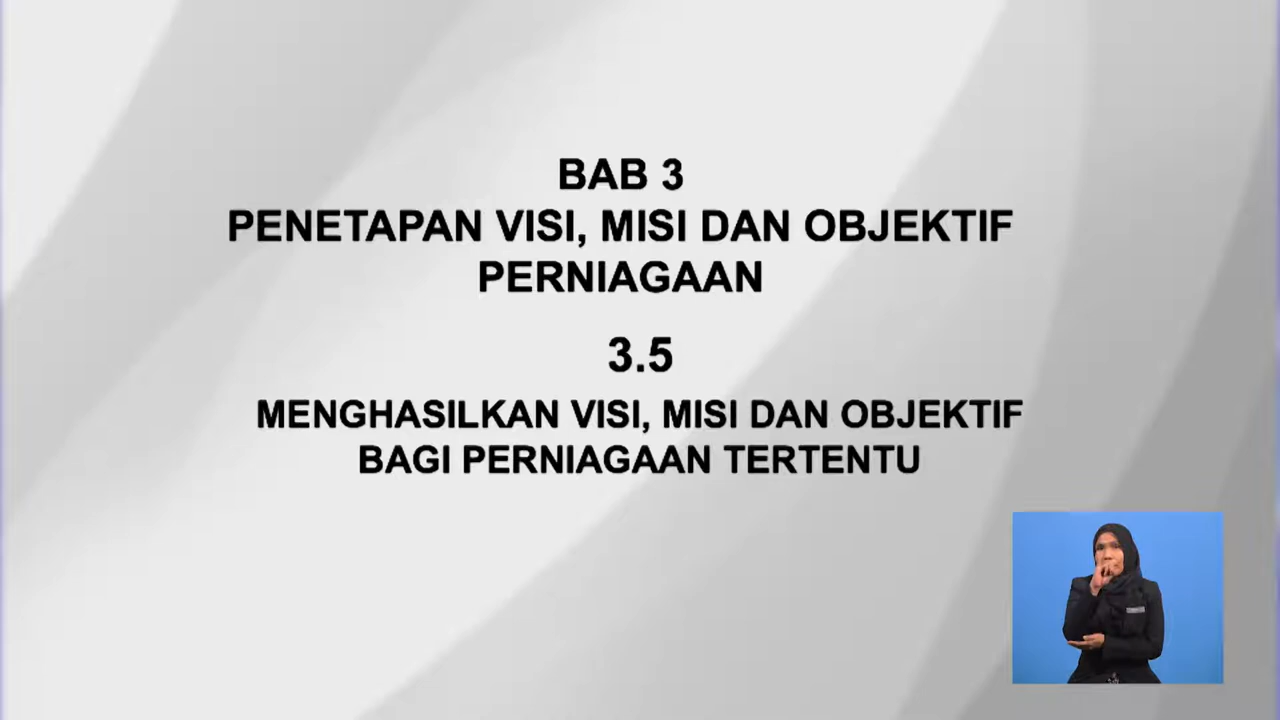 BAB 3
PENETAPAN VISI, MISI DAN OBJEKTIF
PERNIAGAAN
3.5
MENGHASILKAN VISI, MISI DAN OBJEKTIF
BAGI PERNIAGAAN TERTENTU